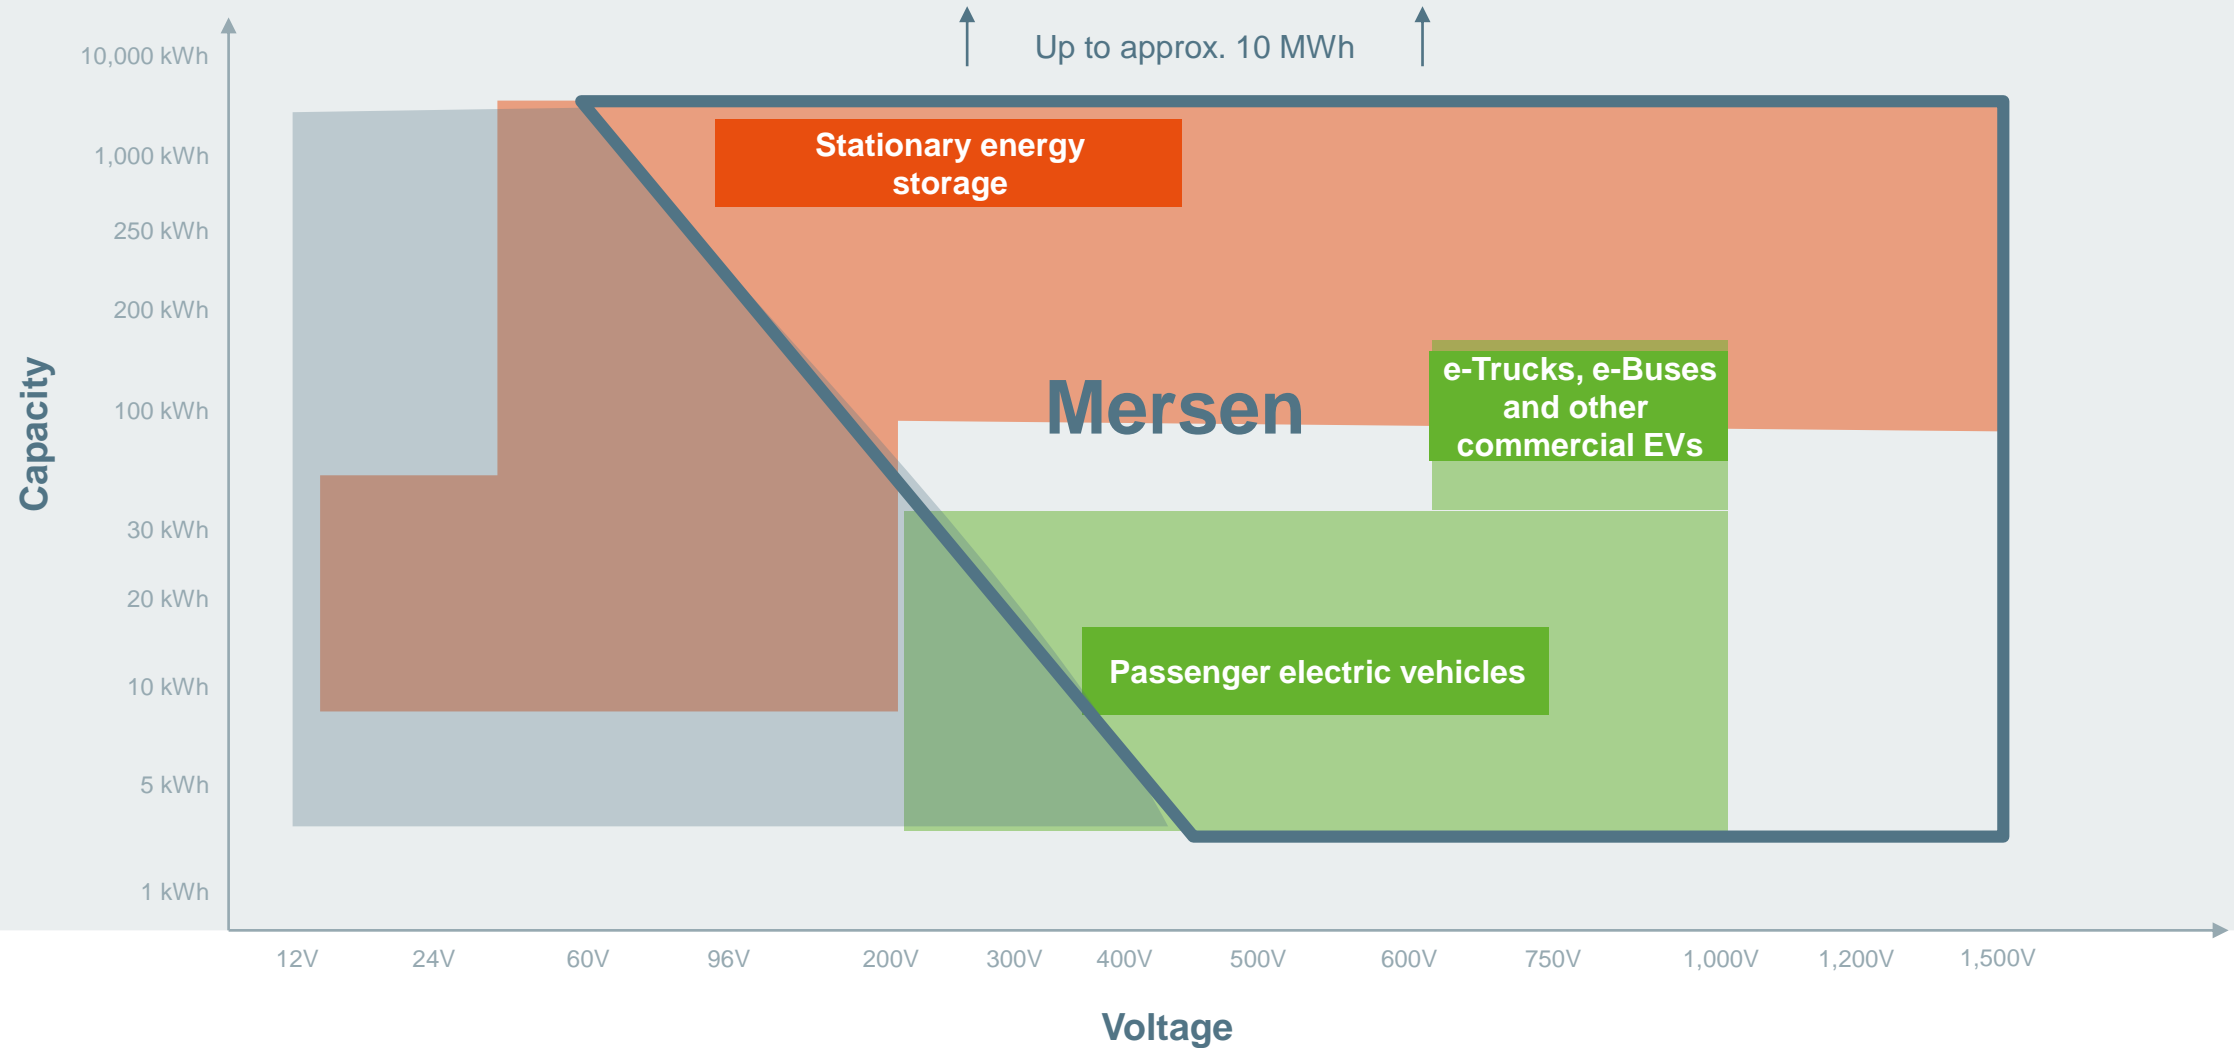 Up to approx. 10 MWh
10,000 kWh
1,000 kWh
250 kWh
200 kWh
100 kWh
30 kWh
20 kWh
10 kWh
5 kWh
1 kWh
Capacity
Stationary energy
storage
Mersen
e-Trucks, e-Buses
and other
commercial EVs
Passenger electric vehicles
12V
24V
60V
96V
200V
300V
400V
500V
600V
750V
1,000V
1,200V
1,500V
Voltage